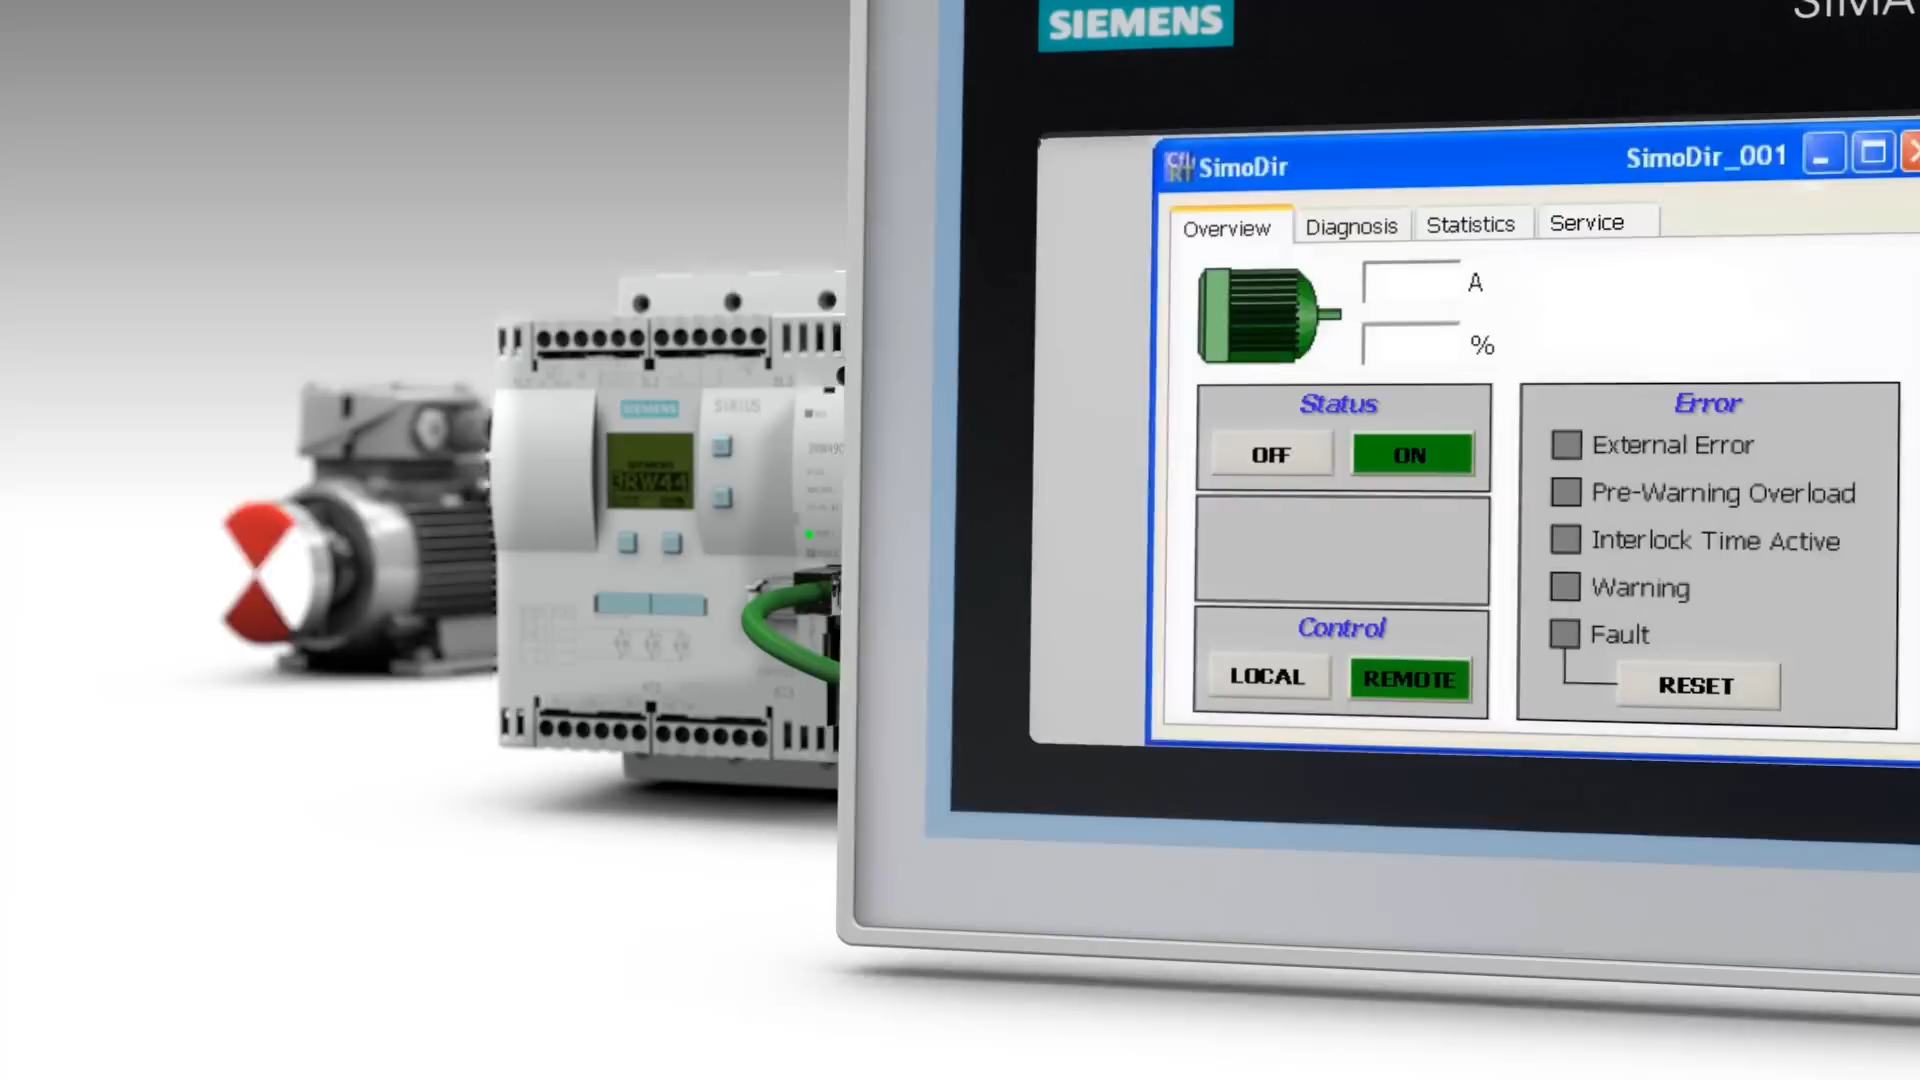 SIEMENS
SIMA
SimoDir
SimoDir_001
Overview
Diagnosis
Statistics
Service
A
%
Status
OFF
ON
Error
External Error
Pre-Warning Overload
Interlock Time Active
Warning
Fault
RESET
Control
LOCAL
REMOTE
SIEMENS
SIRIUS
3RW44